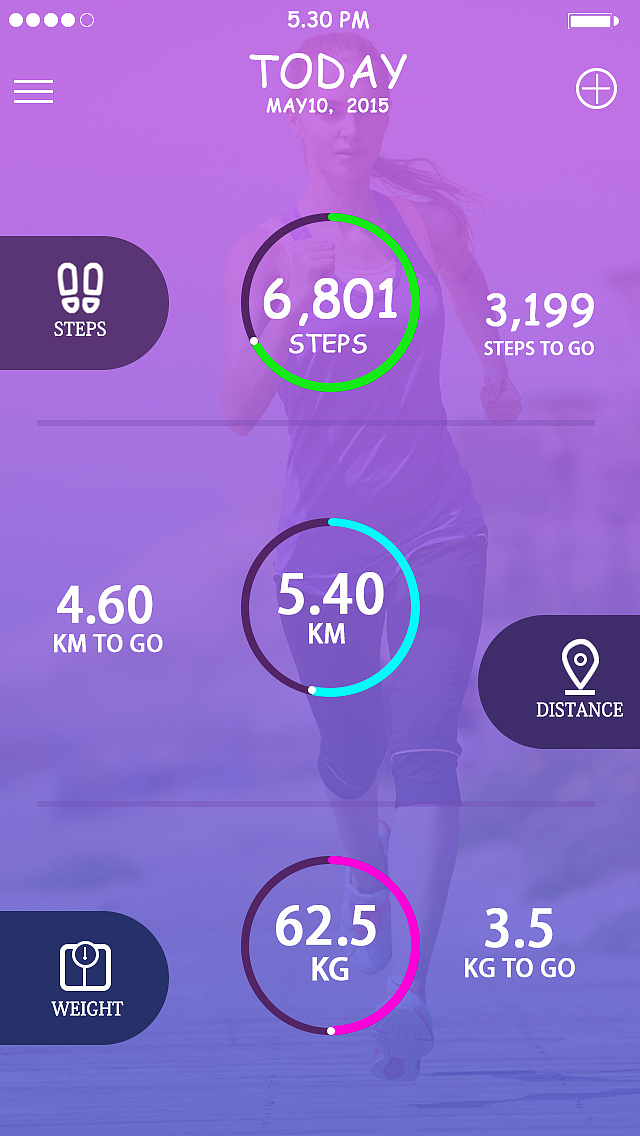 5.30 PM
TODAY
MAY10, 2015
STEPS
6,801
STEPS
3,199
STEPS TO GO
4.60
KM TO GO
5.40
KM
DISTANCE
WEIGHT
62.5
KG
3.5
KG TO GO